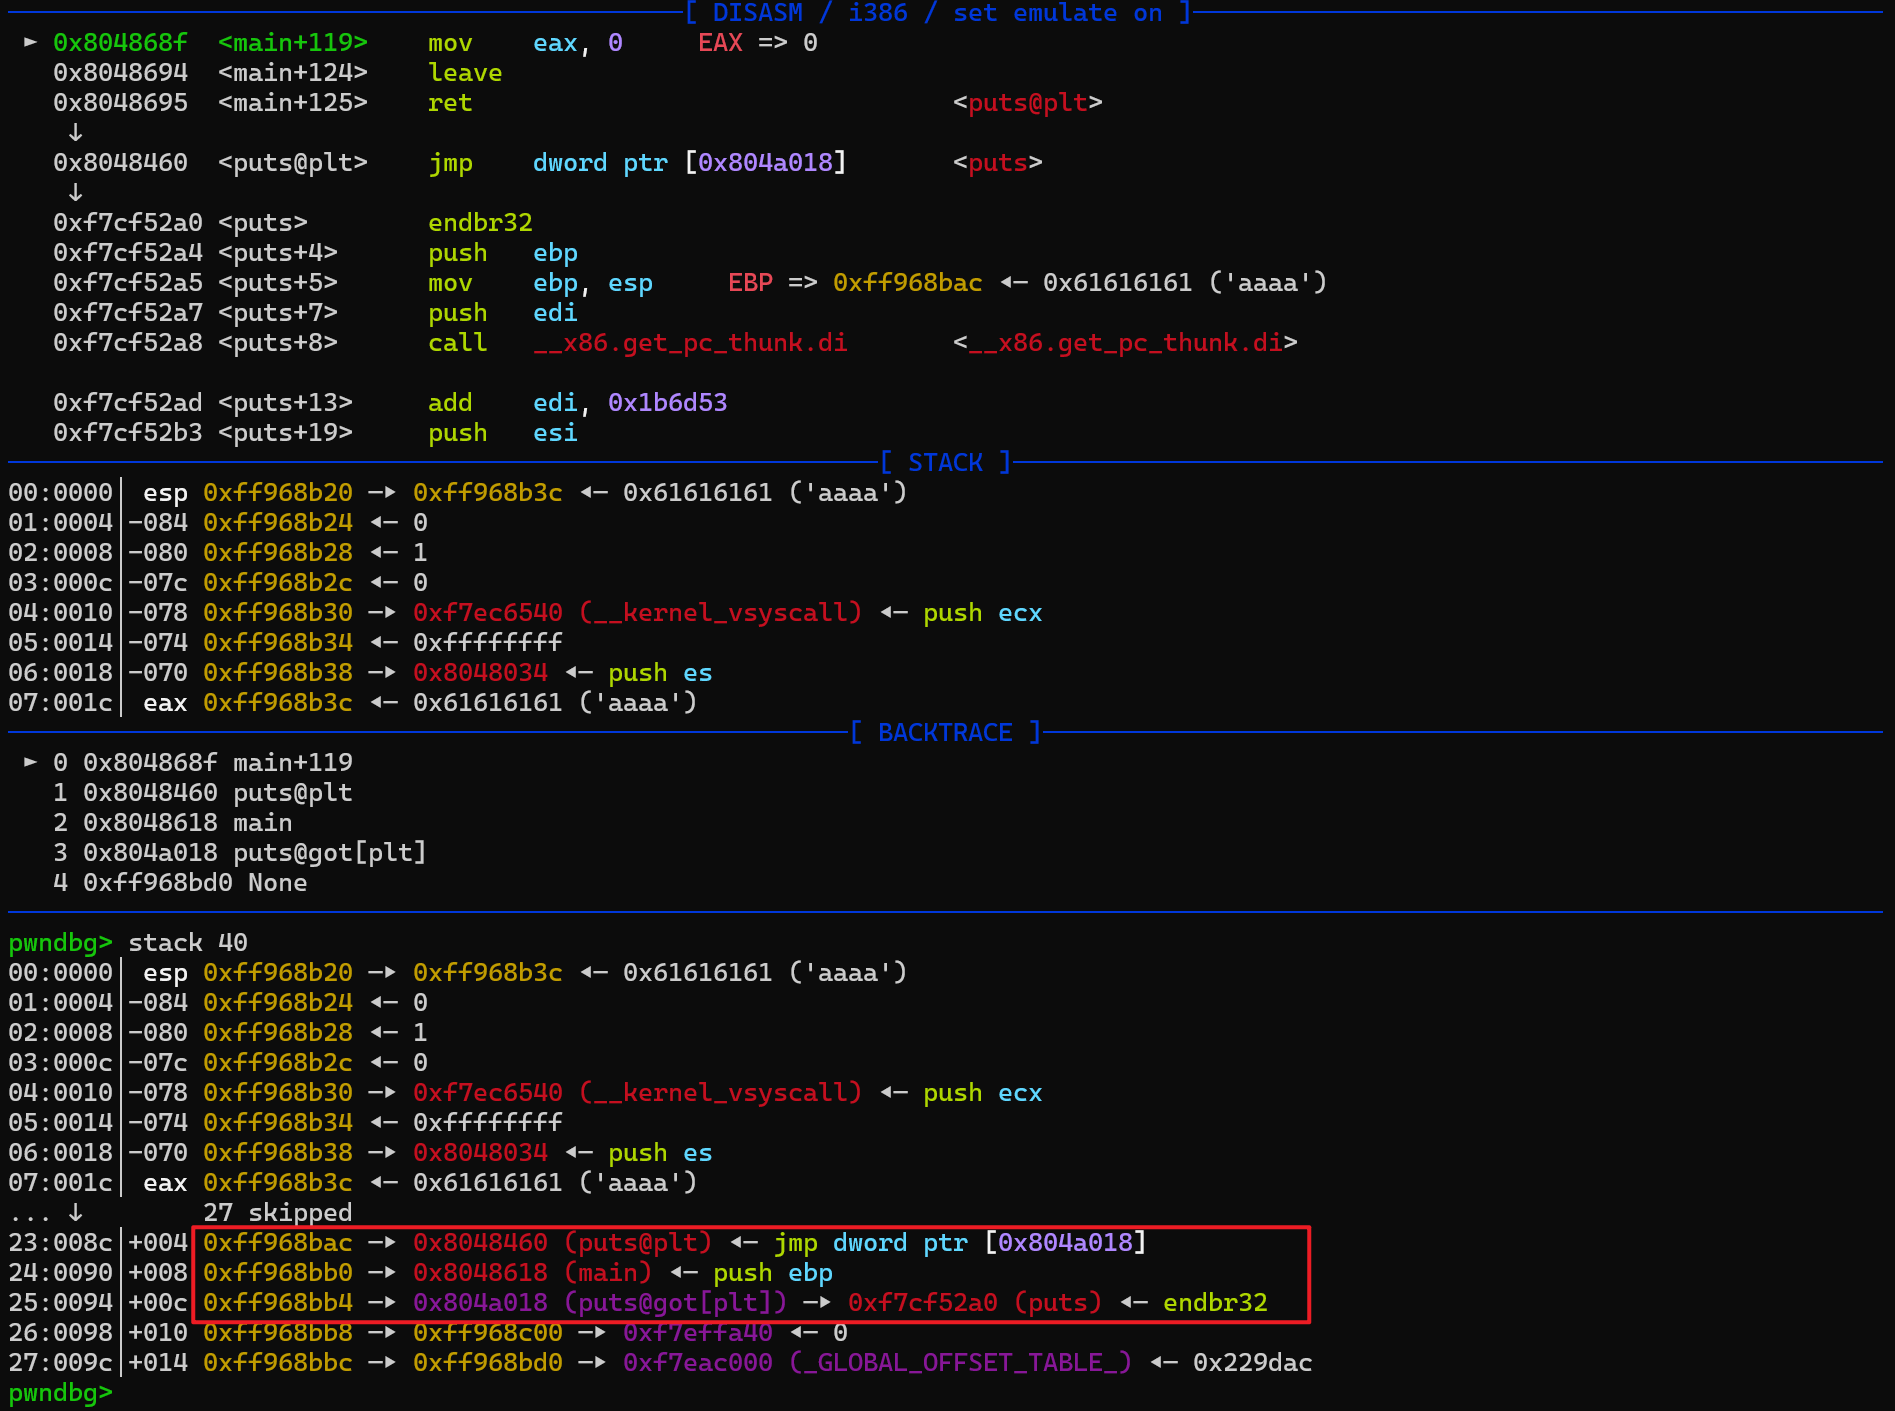 [ DISASM / i386 / set emulate on ]
► 0x804868f <main+119> mov eax, 0 EAX => 0
0x8048694 <main+124> leave
0x8048695 <main+125> ret <puts@plt>
↓
0x8048460 <puts@plt> jmp dword ptr [0x804a018] <puts>
↓
0xf7cf52a0 <puts> endbr32
0xf7cf52a4 <puts+4> push ebp
0xf7cf52a5 <puts+5> mov ebp, esp EBP => 0xff968bac ◂— 0x61616161 ('aaaa')
0xf7cf52a7 <puts+7> push edi
0xf7cf52a8 <puts+8> call __x86.get_pc_thunk.di <__x86.get_pc_thunk.di>
0xf7cf52ad <puts+13> add edi, 0x1b6d53
0xf7cf52b3 <puts+19> push esi
[ STACK ]
00:0000│ esp 0xff968b20 —▸ 0xff968b3c ◂— 0x61616161 ('aaaa')
01:0004│-084 0xff968b24 ◂— 0
02:0008│-080 0xff968b28 ◂— 1
03:000c│-07c 0xff968b2c ◂— 0
04:0010│-078 0xff968b30 —▸ 0xf7ec6540 (__kernel_vsyscall) ◂— push ecx
05:0014│-074 0xff968b34 ◂— 0xffffffff
06:0018│-070 0xff968b38 —▸ 0x8048034 ◂— push es
07:001c│ eax 0xff968b3c ◂— 0x61616161 ('aaaa')
[ BACKTRACE ]
► 0 0x804868f main+119
1 0x8048460 puts@plt
2 0x8048618 main
3 0x804a018 puts@got[plt]
4 0xff968bd0 None
pwndbg> stack 40
00:0000│ esp 0xff968b20 —▸ 0xff968b3c ◂— 0x61616161 ('aaaa')
01:0004│-084 0xff968b24 ◂— 0
02:0008│-080 0xff968b28 ◂— 1
03:000c│-07c 0xff968b2c ◂— 0
04:0010│-078 0xff968b30 —▸ 0xf7ec6540 (__kernel_vsyscall) ◂— push ecx
05:0014│-074 0xff968b34 ◂— 0xffffffff
06:0018│-070 0xff968b38 —▸ 0x8048034 ◂— push es
07:001c│ eax 0xff968b3c ◂— 0x61616161 ('aaaa')
... ↓ 27 skipped
23:008c│+004 0xff968bac —▸ 0x8048460 (puts@plt) ◂— jmp dword ptr [0x804a018]
24:0090│+008 0xff968bb0 —▸ 0x8048618 (main) ◂— push ebp
25:0094│+00c 0xff968bb4 —▸ 0x804a018 (puts@got[plt]) —▸ 0xf7cf52a0 (puts) ◂— endbr32
26:0098│+010 0xff968bb8 —▸ 0xff968c00 —▸ 0xf7effa40 ◂— 0
27:009c│+014 0xff968bbc —▸ 0xff968bd0 —▸ 0xf7eac000 (_GLOBAL_OFFSET_TABLE_) ◂— 0x229dac
pwndbg>